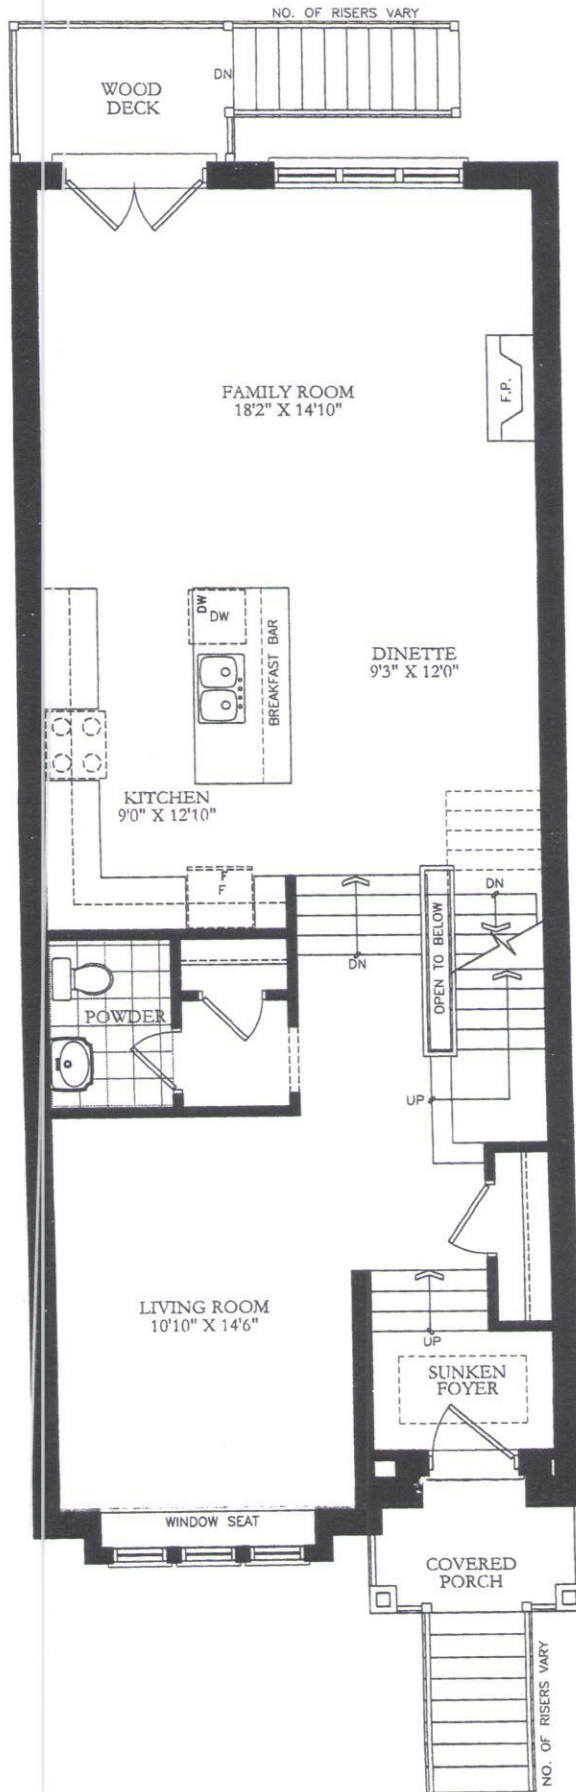 NO. OF RISERS VARY
DN
WOOD
DECK
FAMILY ROOM
18'2" X 14'10"
F.P.
DW
DW
BREAKFAST BAR
DINETTE
9'3" X 12'0"
KITCHEN
9'0" X 12'10"
F
F
DN
DN
OPEN TO BELOW
POWDER
UP
LIVING ROOM
10'10" X 14'6"
UP
SUNKEN
FOYER
WINDOW SEAT
COVERED
PORCH
NO. OF RISERS VARY